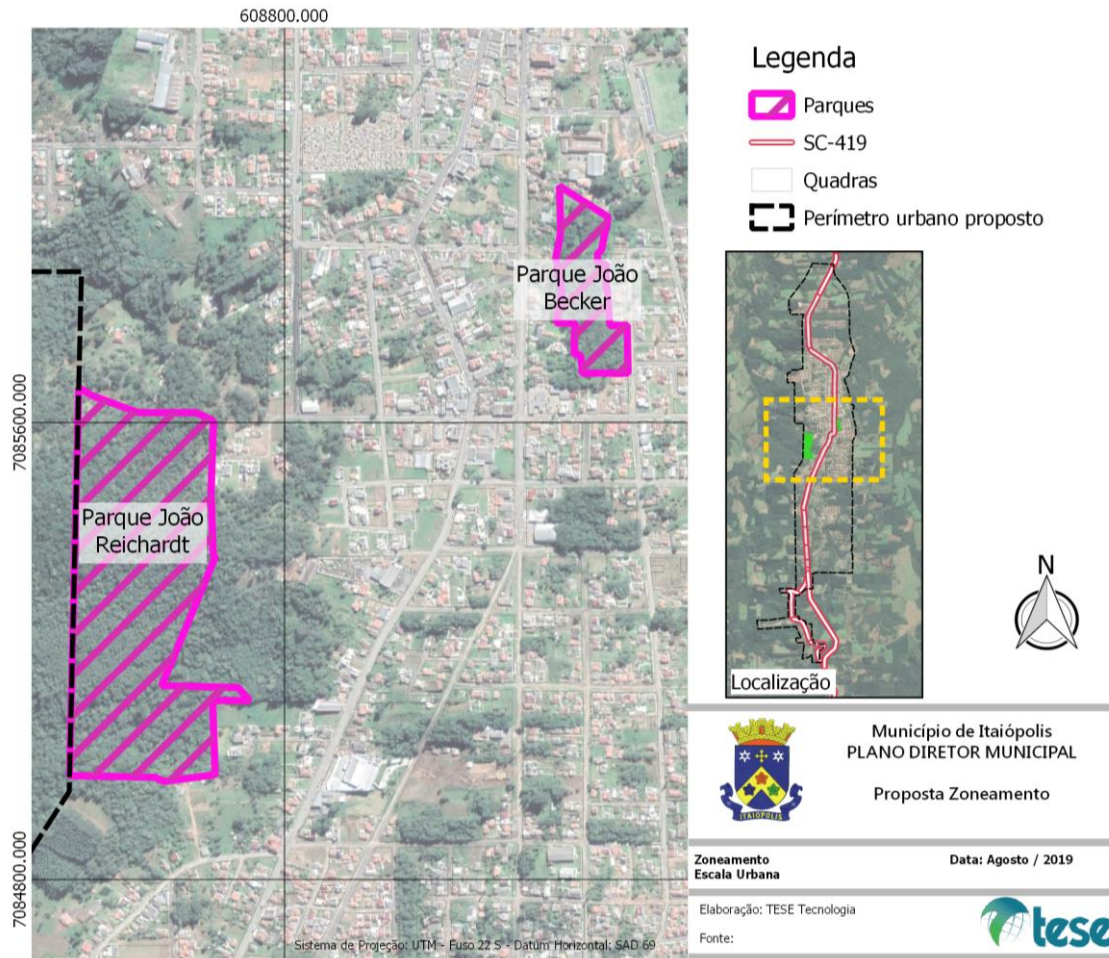 608800.000
7085600.000
7084800.000
Parque João
Becker
Parque João
Reichardt
Sistema de Projeção: UTM - Fuso 22 S - Datum Horizontal: SAD 69
Legenda
Parques
SC-419
Quadras
Perímetro urbano proposto
Localização
N
ITAIÓPOLIS
Município de Itaiópolis
PLANO DIRETOR MUNICIPAL
Proposta Zoneamento
Zoneamento
Escala Urbana
Data: Agosto / 2019
Elaboração: TESE Tecnologia
Fonte:
tese